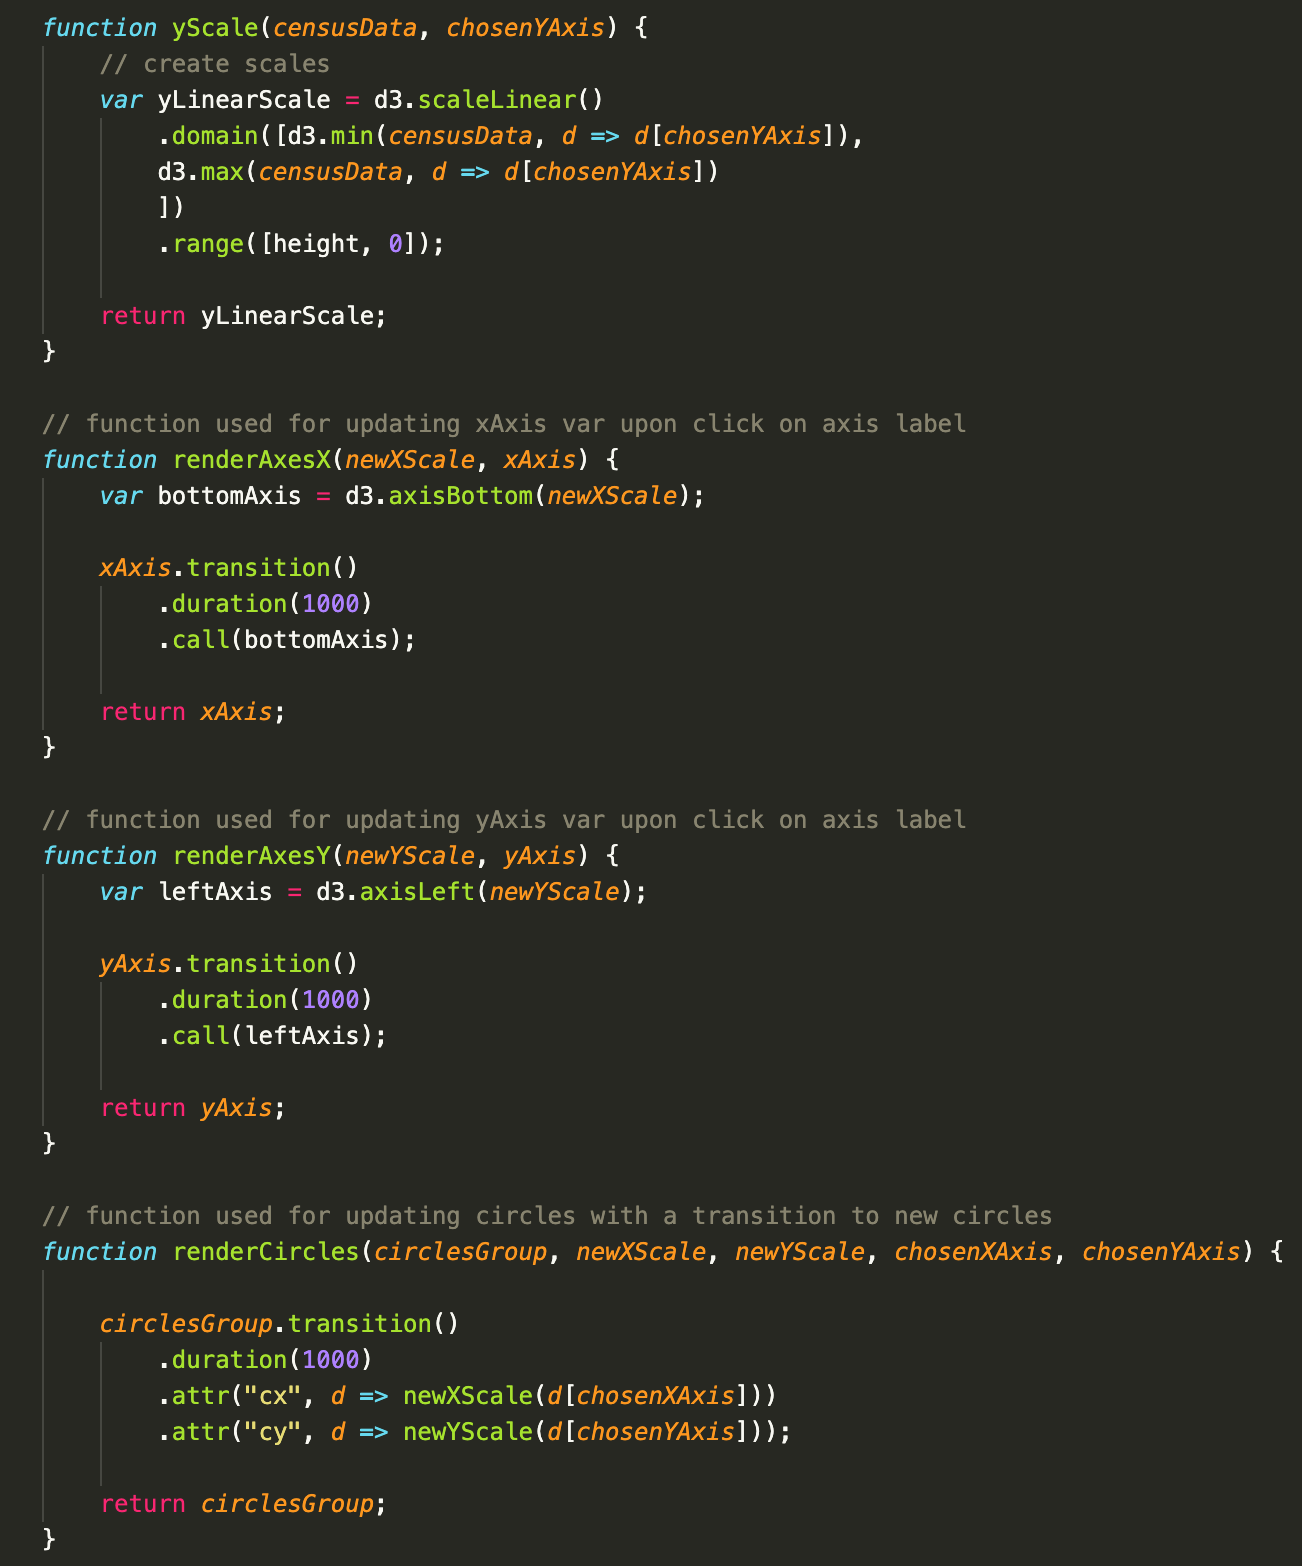 function yScale(censusData, chosenYAxis) {
    // create scales
    var yLinearScale = d3.scaleLinear()
        .domain([d3.min(censusData, d => d[chosenYAxis]),
        d3.max(censusData, d => d[chosenYAxis])
        ])
        .range([height, 0]);

    return yLinearScale;
}

// function used for updating xAxis var upon click on axis label
function renderAxesX(newXScale, xAxis) {
    var bottomAxis = d3.axisBottom(newXScale);

    xAxis.transition()
        .duration(1000)
        .call(bottomAxis);

    return xAxis;
}

// function used for updating yAxis var upon click on axis label
function renderAxesY(newYScale, yAxis) {
    var leftAxis = d3.axisLeft(newYScale);

    yAxis.transition()
        .duration(1000)
        .call(leftAxis);

    return yAxis;
}

// function used for updating circles with a transition to new circles
function renderCircles(circlesGroup, newXScale, newYScale, chosenXAxis, chosenYAxis) {

    circlesGroup.transition()
        .duration(1000)
        .attr("cx", d => newXScale(d[chosenXAxis]))
        .attr("cy", d => newYScale(d[chosenYAxis]));

    return circlesGroup;
}